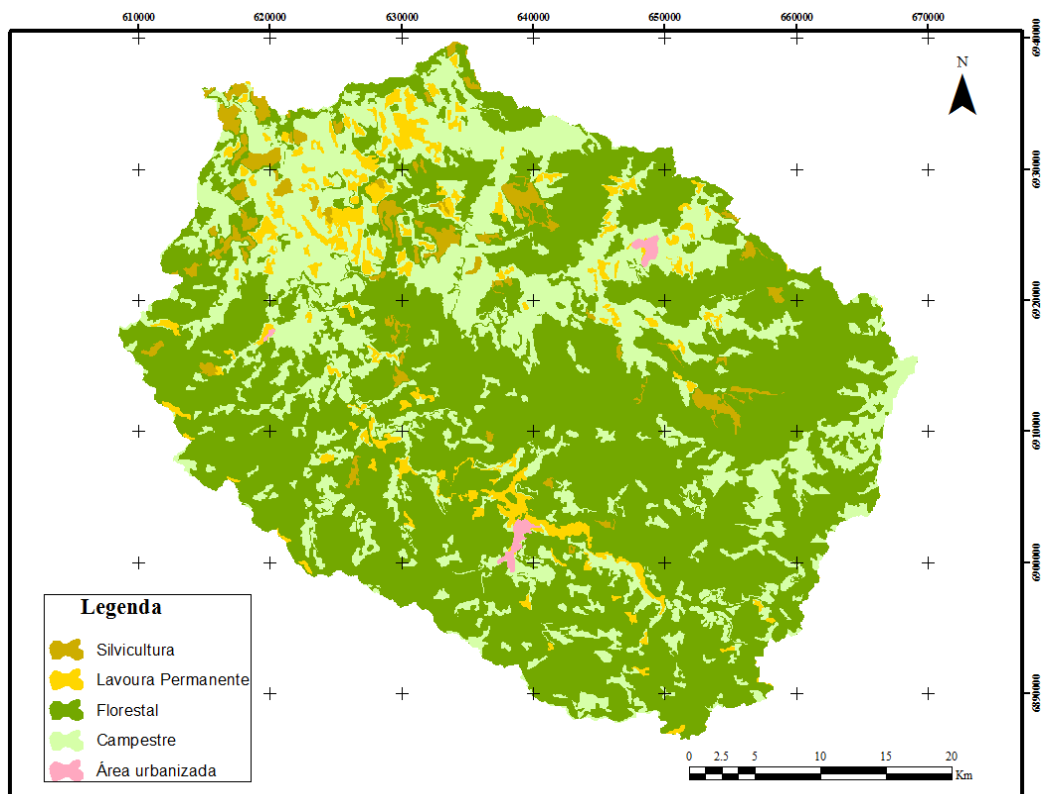 610000 620000 630000 640000 650000 660000 670000
N
6940000
6930000
6920000
6910000
6900000
6890000
Legenda
Silvicultura
Lavoura Permanente
Florestal
Campestre
Área urbanizada
0 2.5 5 10 15 20
Km